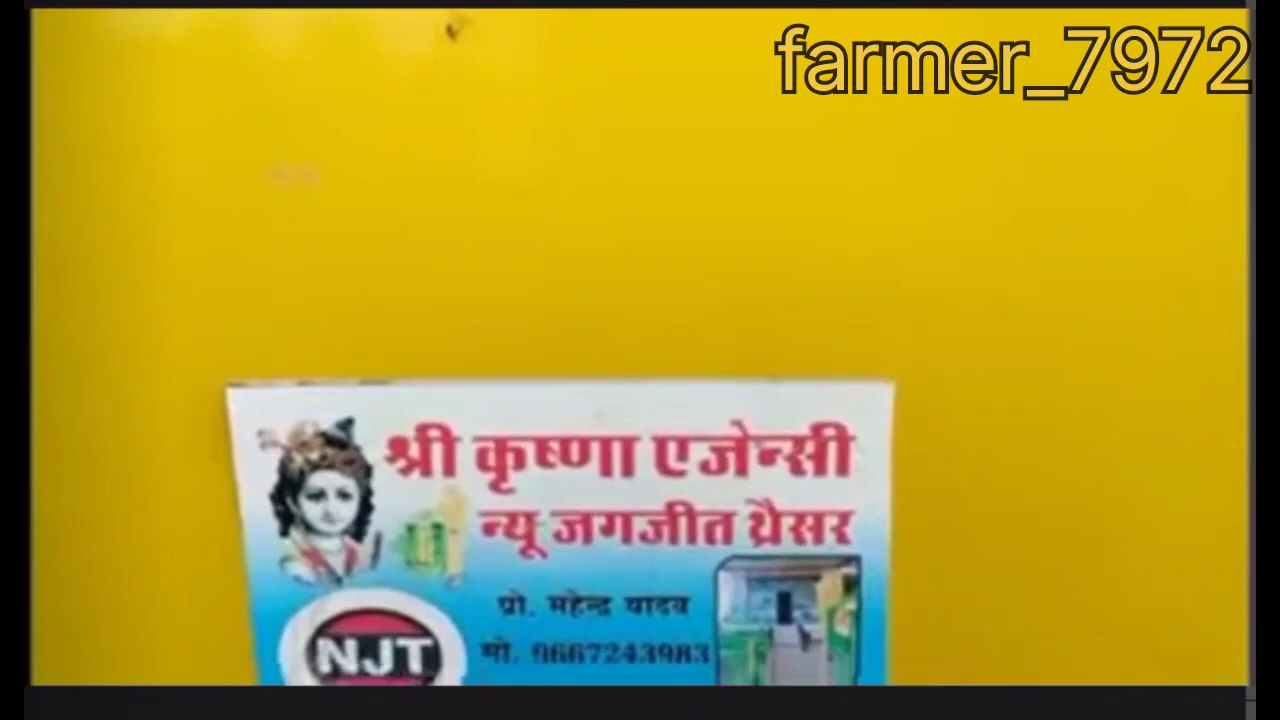 farmer_7972
श्री कृष्णा एजेन्सी
न्यू जगजीत थ्रैसर
प्रो. महेन्द्र यादव
मो. 9667243983
NJT